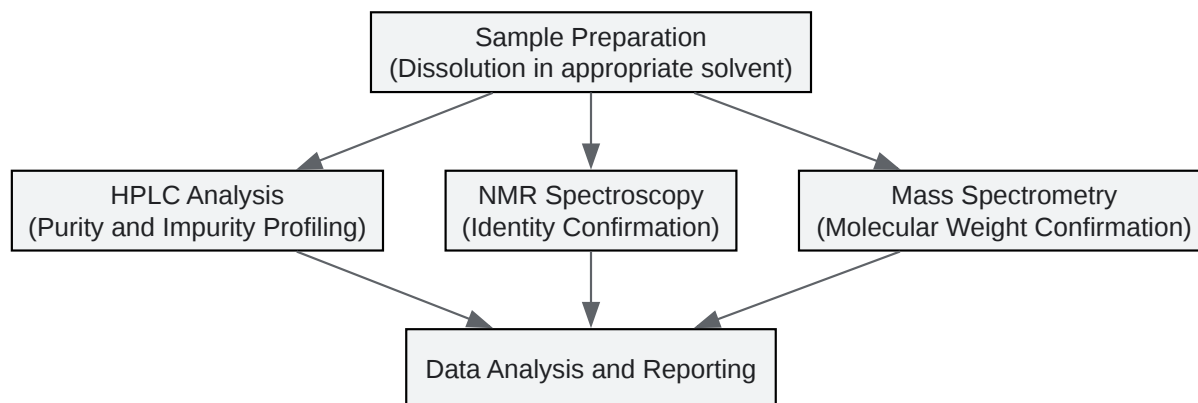 Sample Preparation
(Dissolution in appropriate solvent)
HPLC Analysis
(Purity and Impurity Profiling)
NMR Spectroscopy
(Identity Confirmation)
Mass Spectrometry
(Molecular Weight Confirmation)
Data Analysis and Reporting